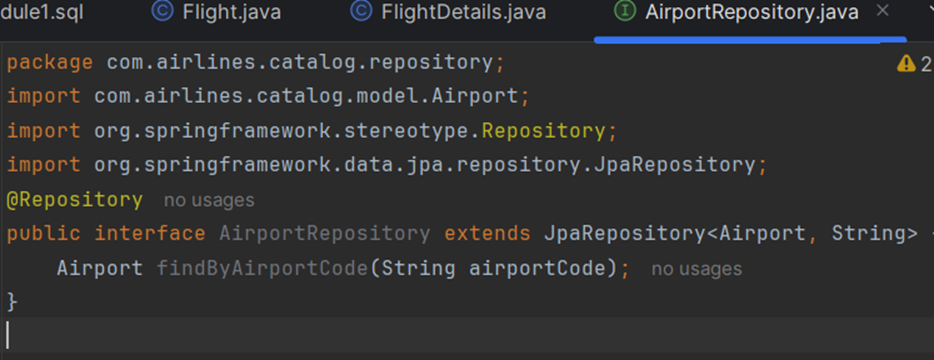 dule1.sql Flight.java FlightDetails.java AirportRepository.java
package com.airlines.catalog.repository; 2
import com.airlines.catalog.model.Airport;
import org.springframework.stereotype.Repository;
import org.springframework.data.jpa.repository.JpaRepository;
@Repository no usages
public interface AirportRepository extends JpaRepository<Airport, String> {
Airport findByAirportCode(String airportCode); no usages
}